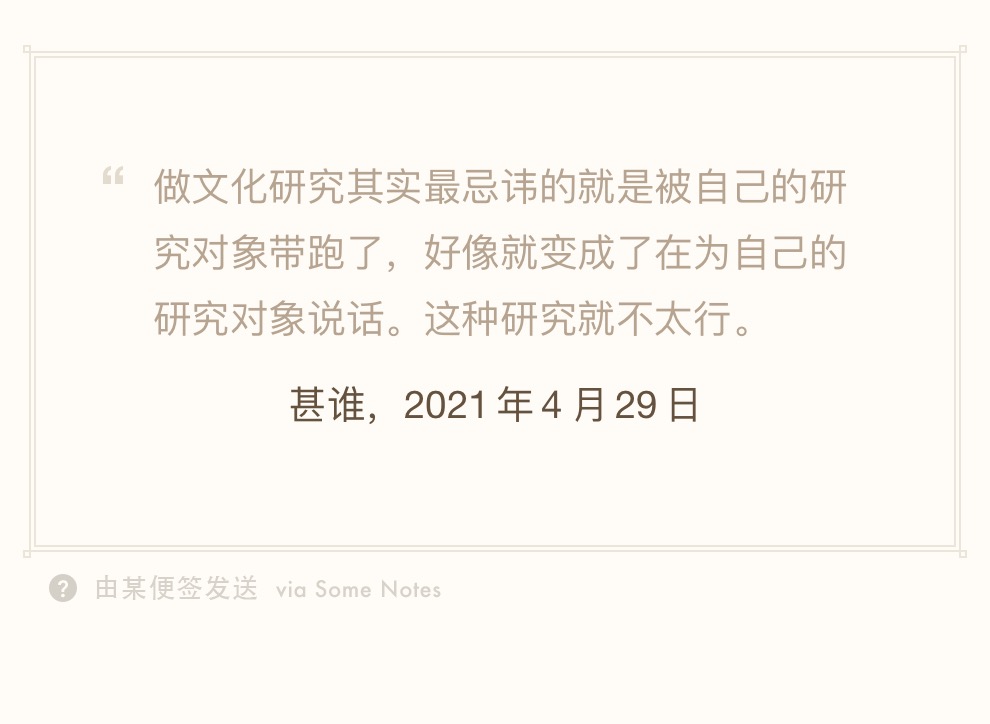 “ 做文化研究其实最忌讳的就是被自己的研
究对象带跑了，好像就变成了在为自己的
研究对象说话。这种研究就不太行。
甚谁，2021 年 4 月 29 日
? 由某便签发送 via Some Notes